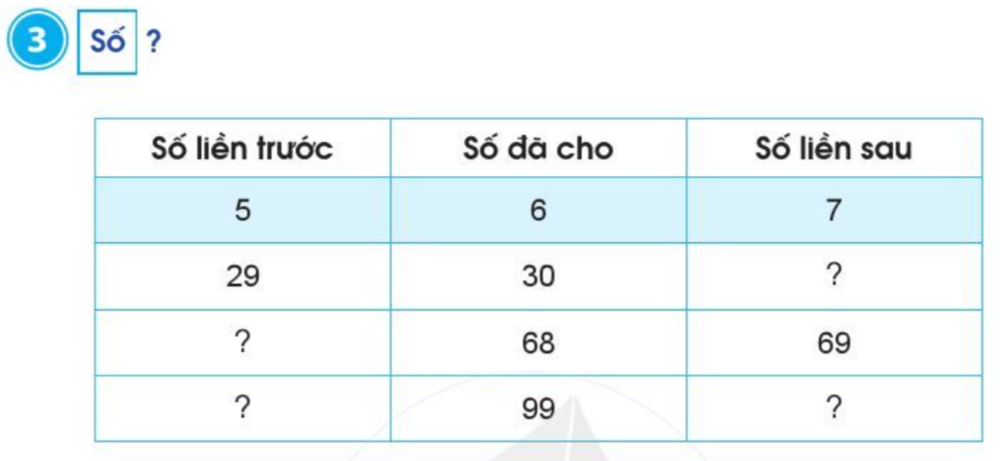 3 Số ?
Số liền trước Số đã cho Số liền sau
5 6 7
29 30 ?
? 68 69
? 99 ?